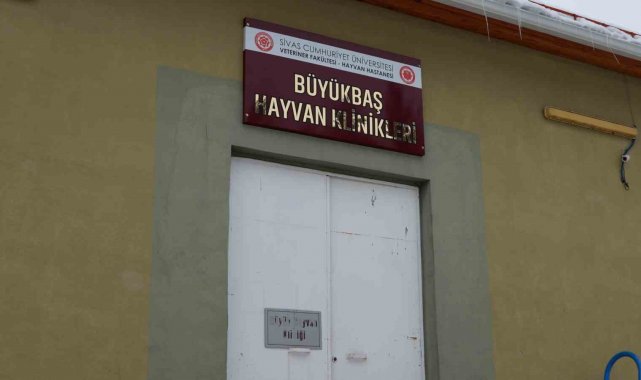 SİVAS CUMHURİYET ÜNİVERSİTESİ
VETERİNER FAKÜLTESİ - HAYVAN HASTANESİ
BÜYÜKBAŞ
HAYVAN KLİNİKLERİ